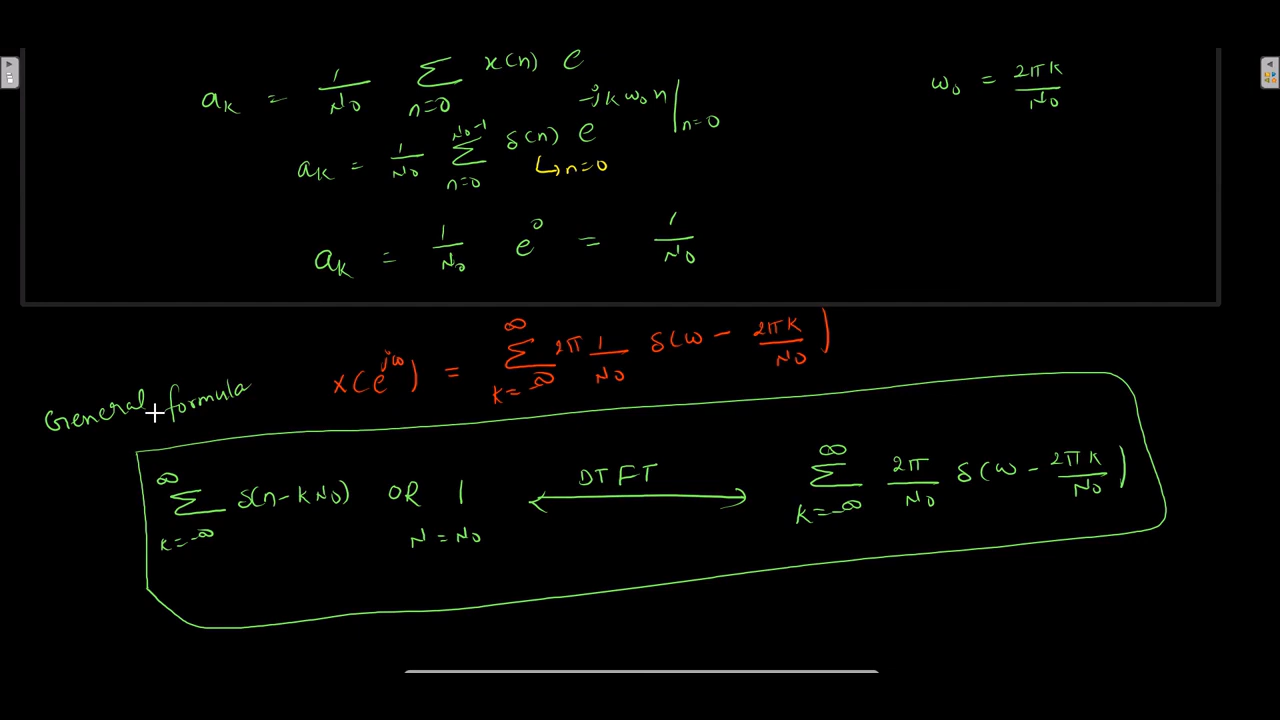 a_k = 1/N₀ Σ_{n=0} x(n) e
ω₀ = 2πk/N₀
a_k = 1/N₀ Σ_{n=0}^{N₀-1} δ(n) e^{-jkω₀n}|_{n=0}
↳ n=0
a_k = 1/N₀ e⁰ = 1/N₀
x(e^{jω}) = Σ_{k=-∞}^{∞} 2π 1/N₀ δ(ω - 2πk/N₀)
General formula
Σ_{k=-∞}^{∞} δ(n-kN₀) OR 1 N=N₀ ⟷ DTFT Σ_{k=-∞}^{∞} 2π/N₀ δ(ω - 2πk/N₀)